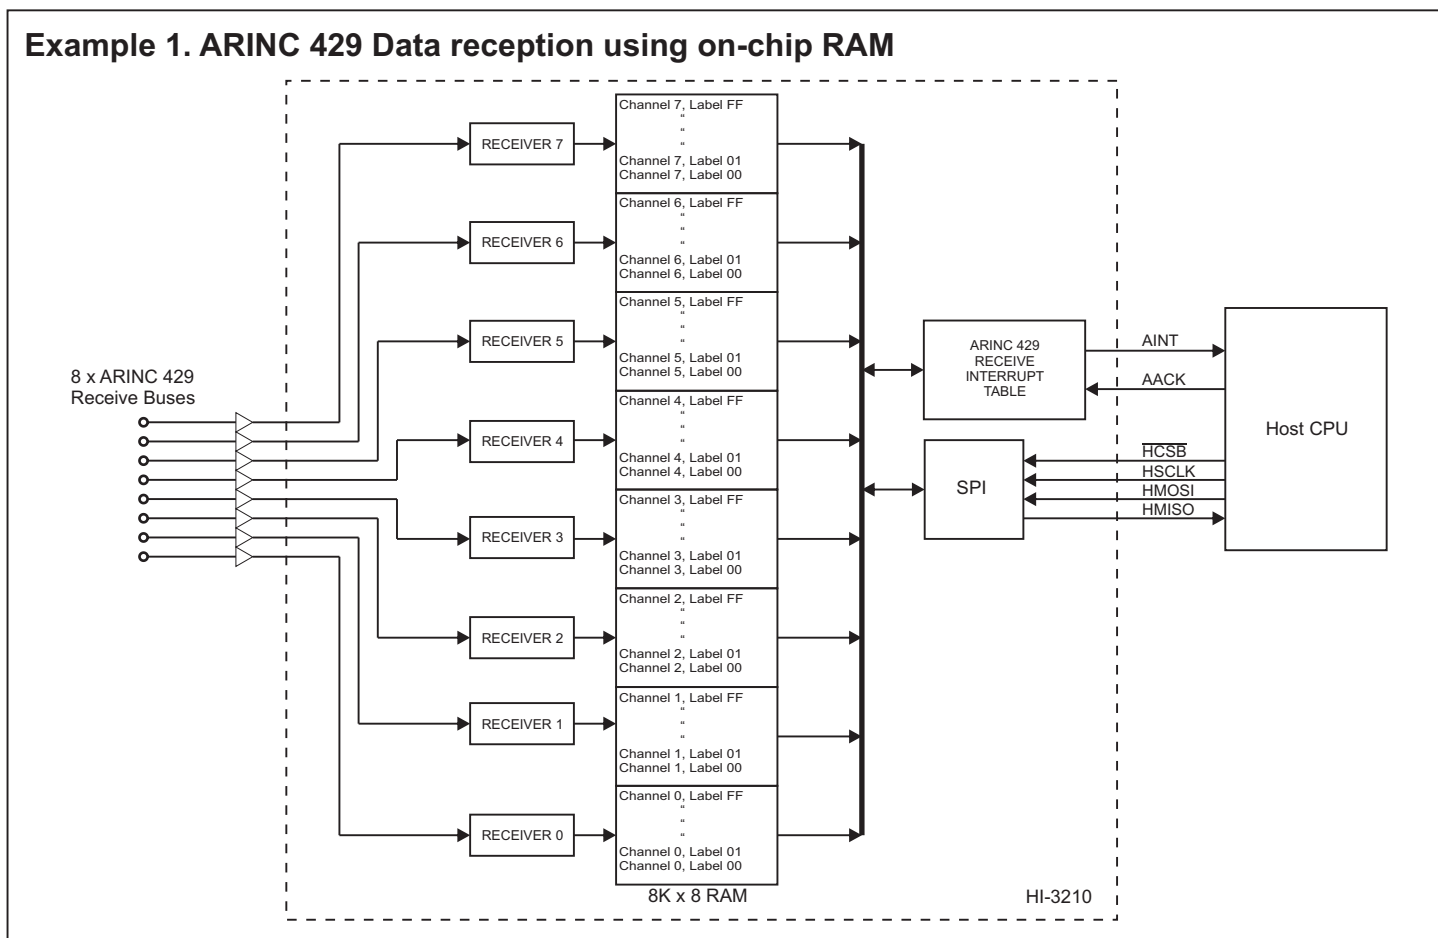 Example 1. ARINC 429 Data reception using on-chip RAM
8 x ARINC 429
Receive Buses
RECEIVER 7
RECEIVER 6
RECEIVER 5
RECEIVER 4
RECEIVER 3
RECEIVER 2
RECEIVER 1
RECEIVER 0
Channel 7, Label FF
“
“
“
Channel 7, Label 01
Channel 7, Label 00
Channel 6, Label FF
“
“
“
Channel 6, Label 01
Channel 6, Label 00
Channel 5, Label FF
“
“
“
Channel 5, Label 01
Channel 5, Label 00
Channel 4, Label FF
“
“
“
Channel 4, Label 01
Channel 4, Label 00
Channel 3, Label FF
“
“
“
Channel 3, Label 01
Channel 3, Label 00
Channel 2, Label FF
“
“
“
Channel 2, Label 01
Channel 2, Label 00
Channel 1, Label FF
“
“
“
Channel 1, Label 01
Channel 1, Label 00
Channel 0, Label FF
“
“
“
Channel 0, Label 01
Channel 0, Label 00
8K x 8 RAM
ARINC 429
RECEIVE
INTERRUPT
TABLE
SPI
HI-3210
AINT
AACK
HCSB
HSCLK
HMOSI
HMISO
Host CPU